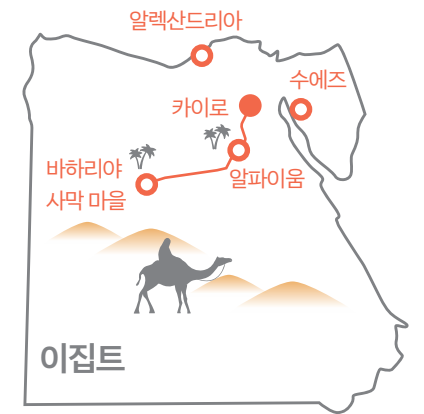 알렉산드리아
수에즈
카이로
알파이움
바하리야
사막 마을
이집트